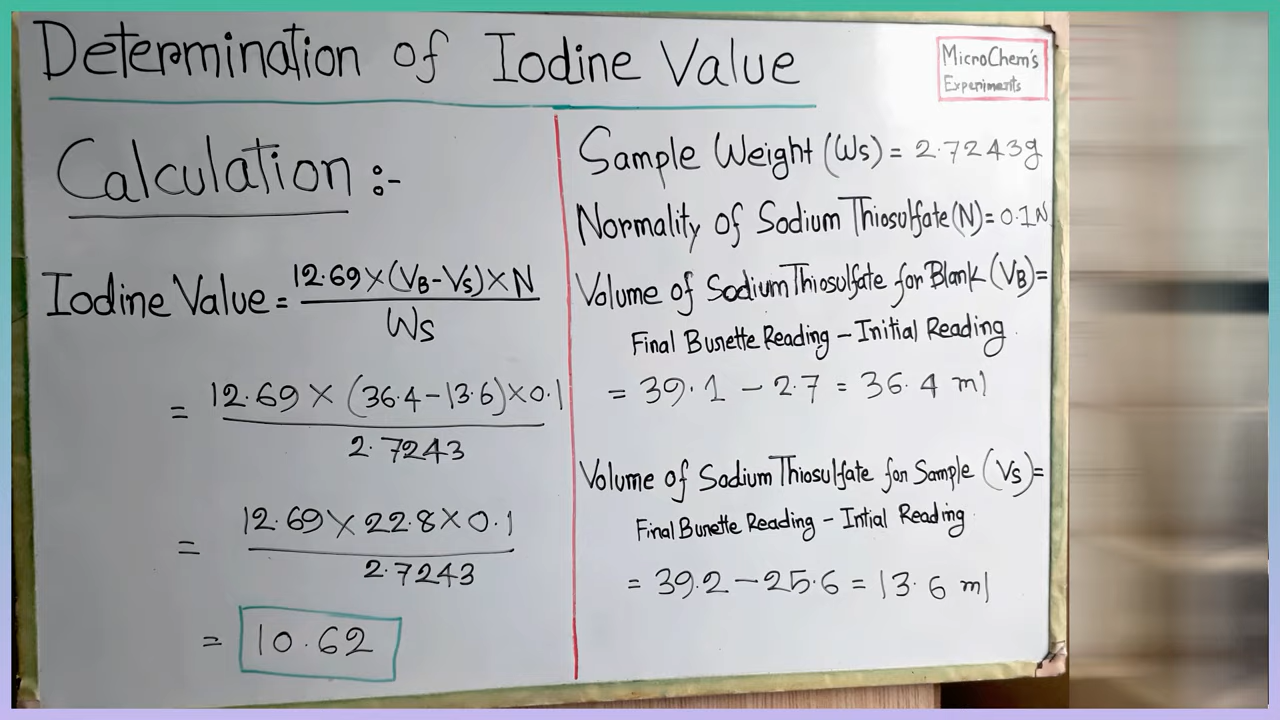 Determination of Iodine Value
MicroChem's
Experiments
Calculation :-
Iodine Value = 12.69 × (VB - Vs) × N
Ws
= 12.69 × (36.4 - 13.6) × 0.1
2.7243
= 12.69 × 22.8 × 0.1
2.7243
= 10.62
Sample Weight (Ws) = 2.7243g
Normality of Sodium Thiosulfate (N) = 0.1N
Volume of Sodium Thiosulfate for Blank (VB) =
Final Burette Reading - Initial Reading
= 39.1 - 2.7 = 36.4 ml
Volume of Sodium Thiosulfate for Sample (Vs) =
Final Burette Reading - Intial Reading
= 39.2 - 25.6 = 13.6 ml